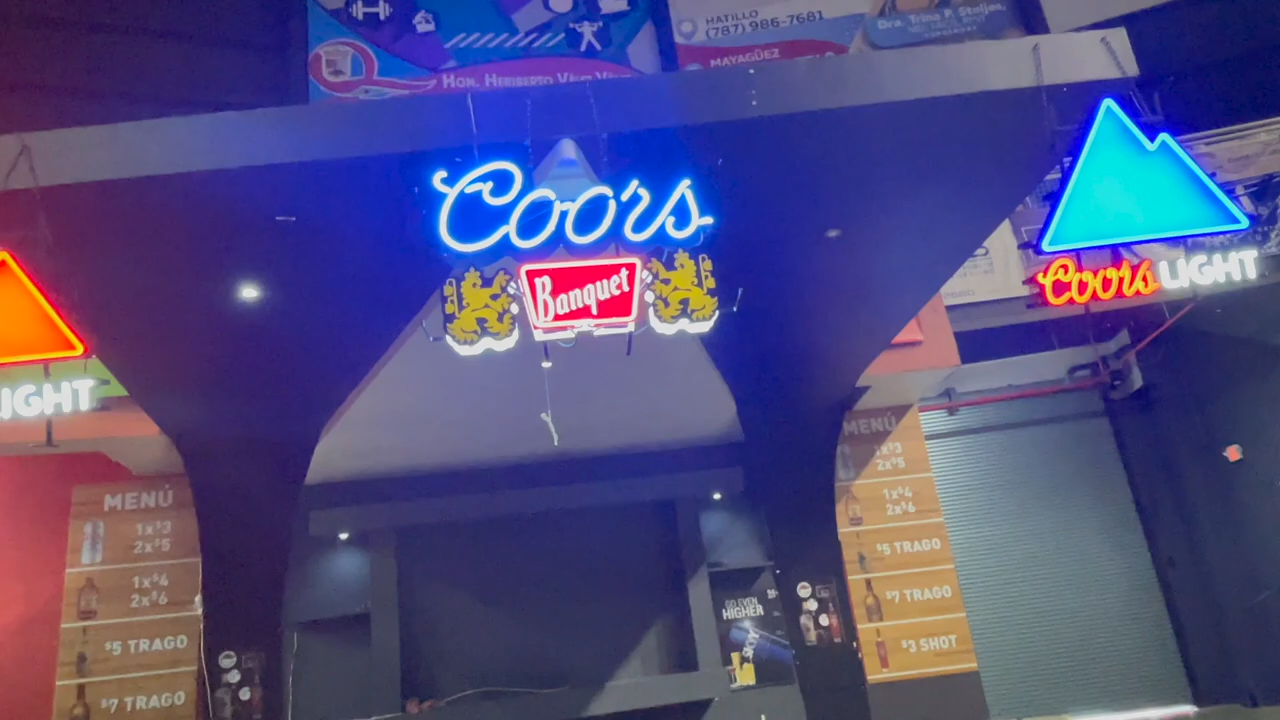 HATILLO
(787) 986-7681
MAYAGÜEZ
HON. HERIBERTO
Dra. Trina
Coors
Banquet
Coors LIGHT
IGHT
MENÚ
1x$3
2x$5
1x$4
2x$6
$5 TRAGO
$7 TRAGO
MENÚ
1x$3
2x$5
1x$4
2x$6
$5 TRAGO
$7 TRAGO
$3 SHOT
GO EVEN
HIGHER
SKYY